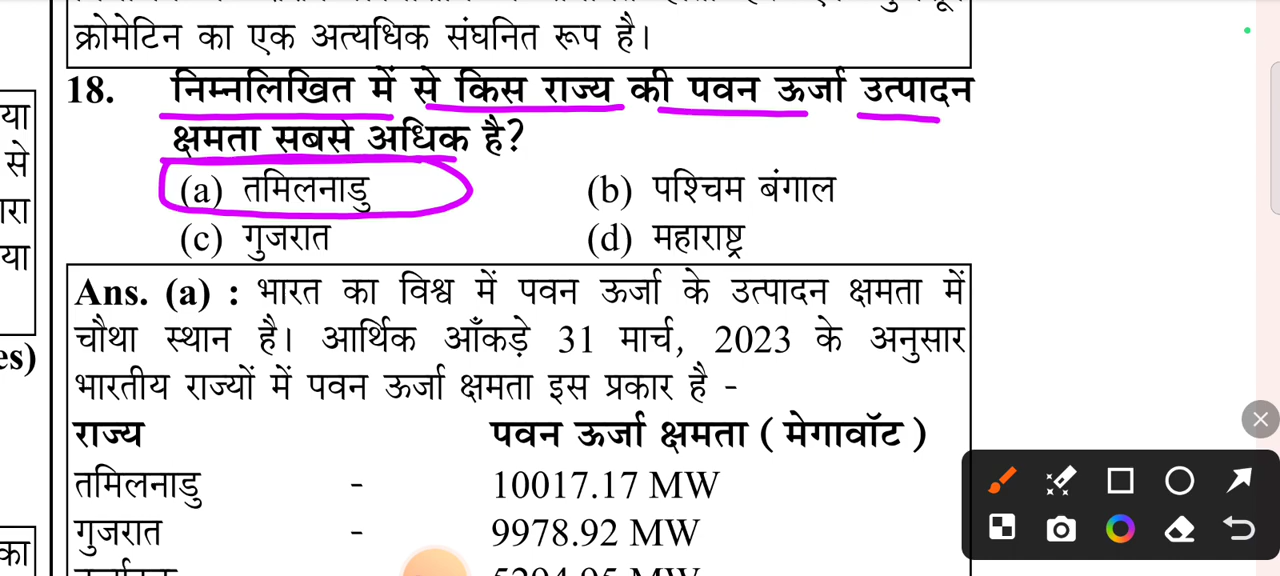 क्रोमेटिन का एक अत्यधिक संघनित रूप है।
18. निम्नलिखित में से किस राज्य की पवन ऊर्जा उत्पादन
क्षमता सबसे अधिक है?
(a) तमिलनाडु (b) पश्चिम बंगाल
(c) गुजरात (d) महाराष्ट्र
Ans. (a) : भारत का विश्व में पवन ऊर्जा के उत्पादन क्षमता में
चौथा स्थान है। आर्थिक आँकड़े 31 मार्च, 2023 के अनुसार
भारतीय राज्यों में पवन ऊर्जा क्षमता इस प्रकार है -
राज्य पवन ऊर्जा क्षमता ( मेगावॉट )
तमिलनाडु - 10017.17 MW
गुजरात - 9978.92 MW
या
से
या
es)
का